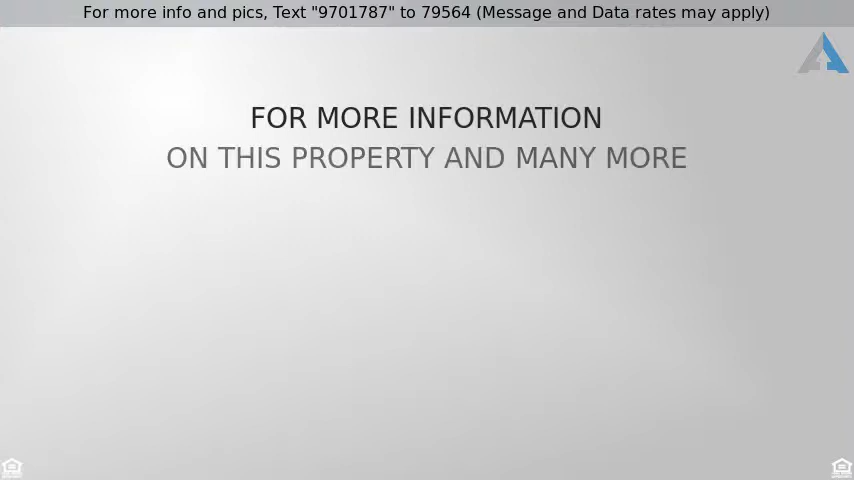 For more info and pics, Text "9701787" to 79564 (Message and Data rates may apply)
FOR MORE INFORMATION
ON THIS PROPERTY AND MANY MORE